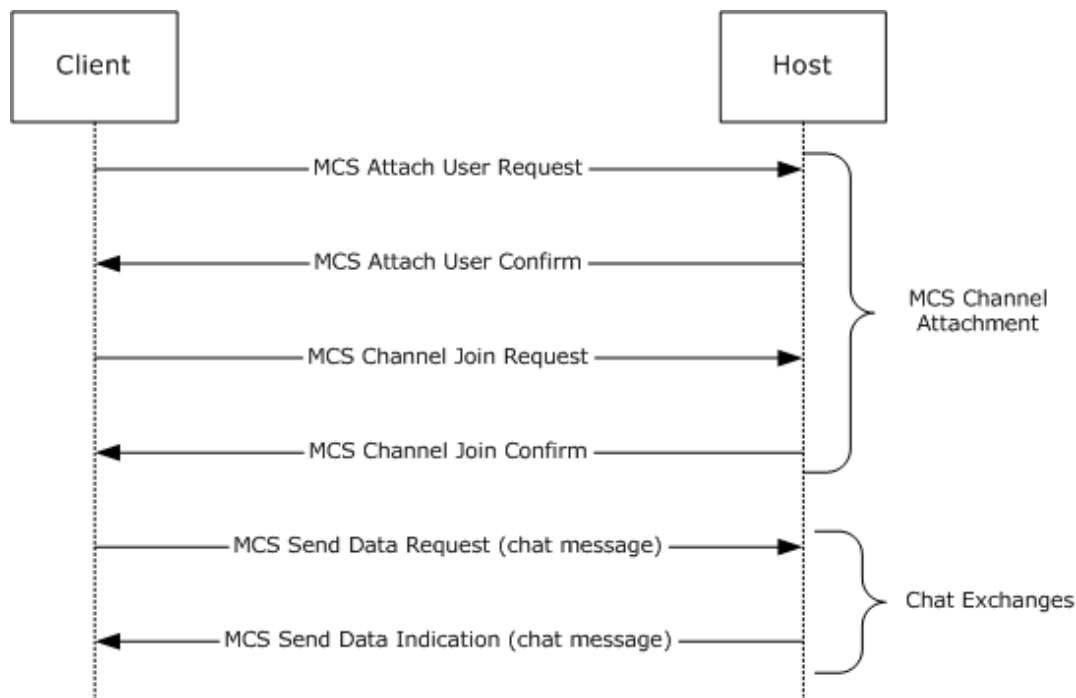 Client
Host
MCS Attach User Request
MCS Attach User Confirm
MCS Channel
Attachment
MCS Channel Join Request
MCS Channel Join Confirm
MCS Send Data Request (chat message)
Chat Exchanges
MCS Send Data Indication (chat message)